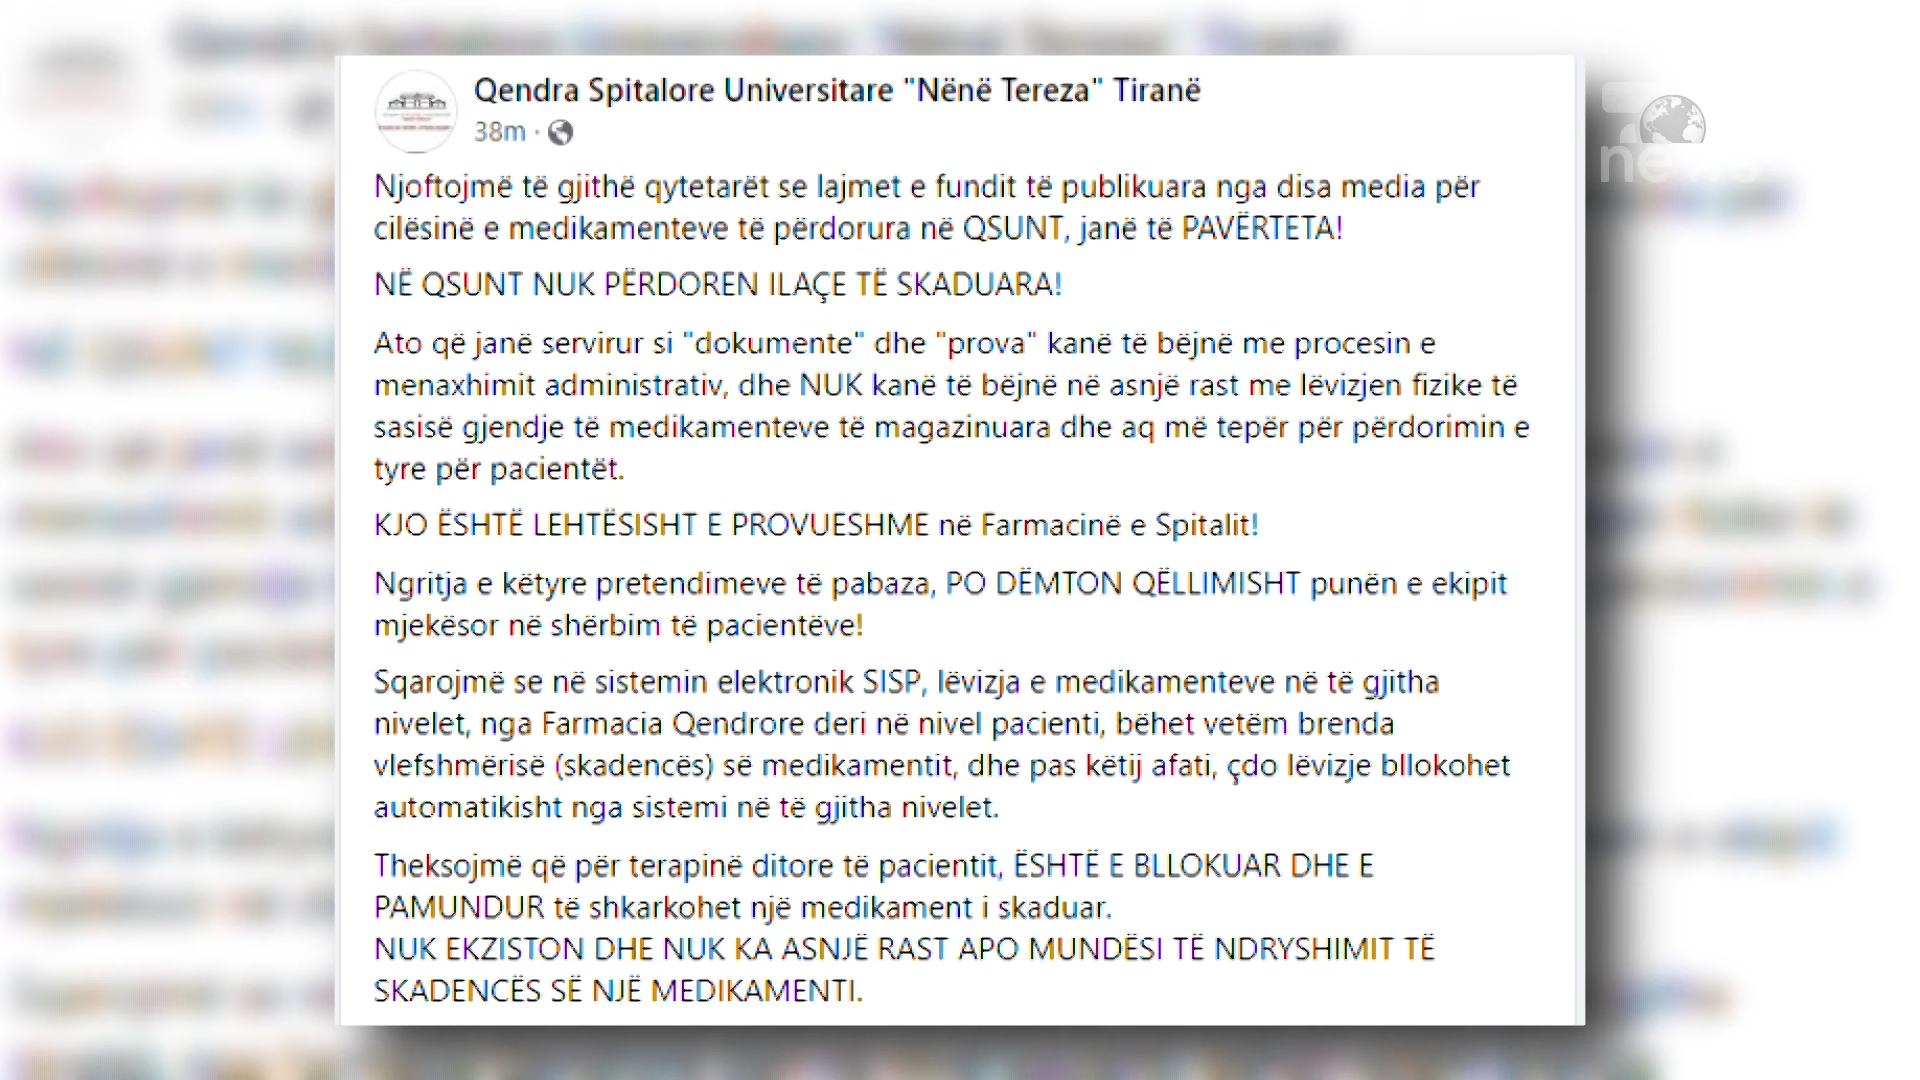 Qendra Spitalore Universitare "Nënë Tereza" Tiranë
38m ·
Njoftojmë të gjithë qytetarët se lajmet e fundit të publikuara nga disa media për
cilësinë e medikamenteve të përdorura në QSUNT, janë të PAVËRTETA!
NË QSUNT NUK PËRDOREN ILAÇE TË SKADUARA!
Ato që janë servirur si "dokumente" dhe "prova" kanë të bëjnë me procesin e
menaxhimit administrativ, dhe NUK kanë të bëjnë në asnjë rast me lëvizjen fizike të
sasisë gjendje të medikamenteve të magazinuara dhe aq më tepër për përdorimin e
tyre për pacientët.
KJO ËSHTË LEHTËSISHT E PROVUESHME në Farmacinë e Spitalit!
Ngritja e këtyre pretendimeve të pabaza, PO DËMTON QËLLIMISHT punën e ekipit
mjekësor në shërbim të pacientëve!
Sqarojmë se në sistemin elektronik SISP, lëvizja e medikamenteve në të gjitha
nivelet, nga Farmacia Qendrore deri në nivel pacienti, bëhet vetëm brenda
vlefshmërisë (skadencës) së medikamentit, dhe pas këtij afati, çdo lëvizje bllokohet
automatikisht nga sistemi në të gjitha nivelet.
Theksojmë që për terapinë ditore të pacientit, ËSHTË E BLLOKUAR DHE E
PAMUNDUR të shkarkohet një medikament i skaduar.
NUK EKZISTON DHE NUK KA ASNJË RAST APO MUNDËSI TË NDRYSHIMIT TË
SKADENCËS SË NJË MEDIKAMENTI.
news